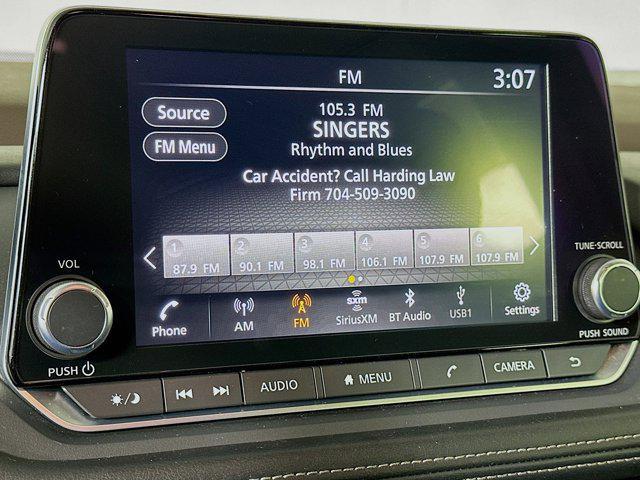 FM
3:07
Source
FM Menu
105.3 FM
SINGERS
Rhythm and Blues
Car Accident? Call Harding Law
Firm 704-509-3090
1 87.9 FM
2 90.1 FM
3 98.1 FM
4 106.1 FM
5 107.9 FM
6 107.9 FM
Phone
AM
FM
sxm
SiriusXM
BT Audio
USB1
Settings
VOL
PUSH
TUNE·SCROLL
PUSH SOUND
AUDIO
MENU
CAMERA